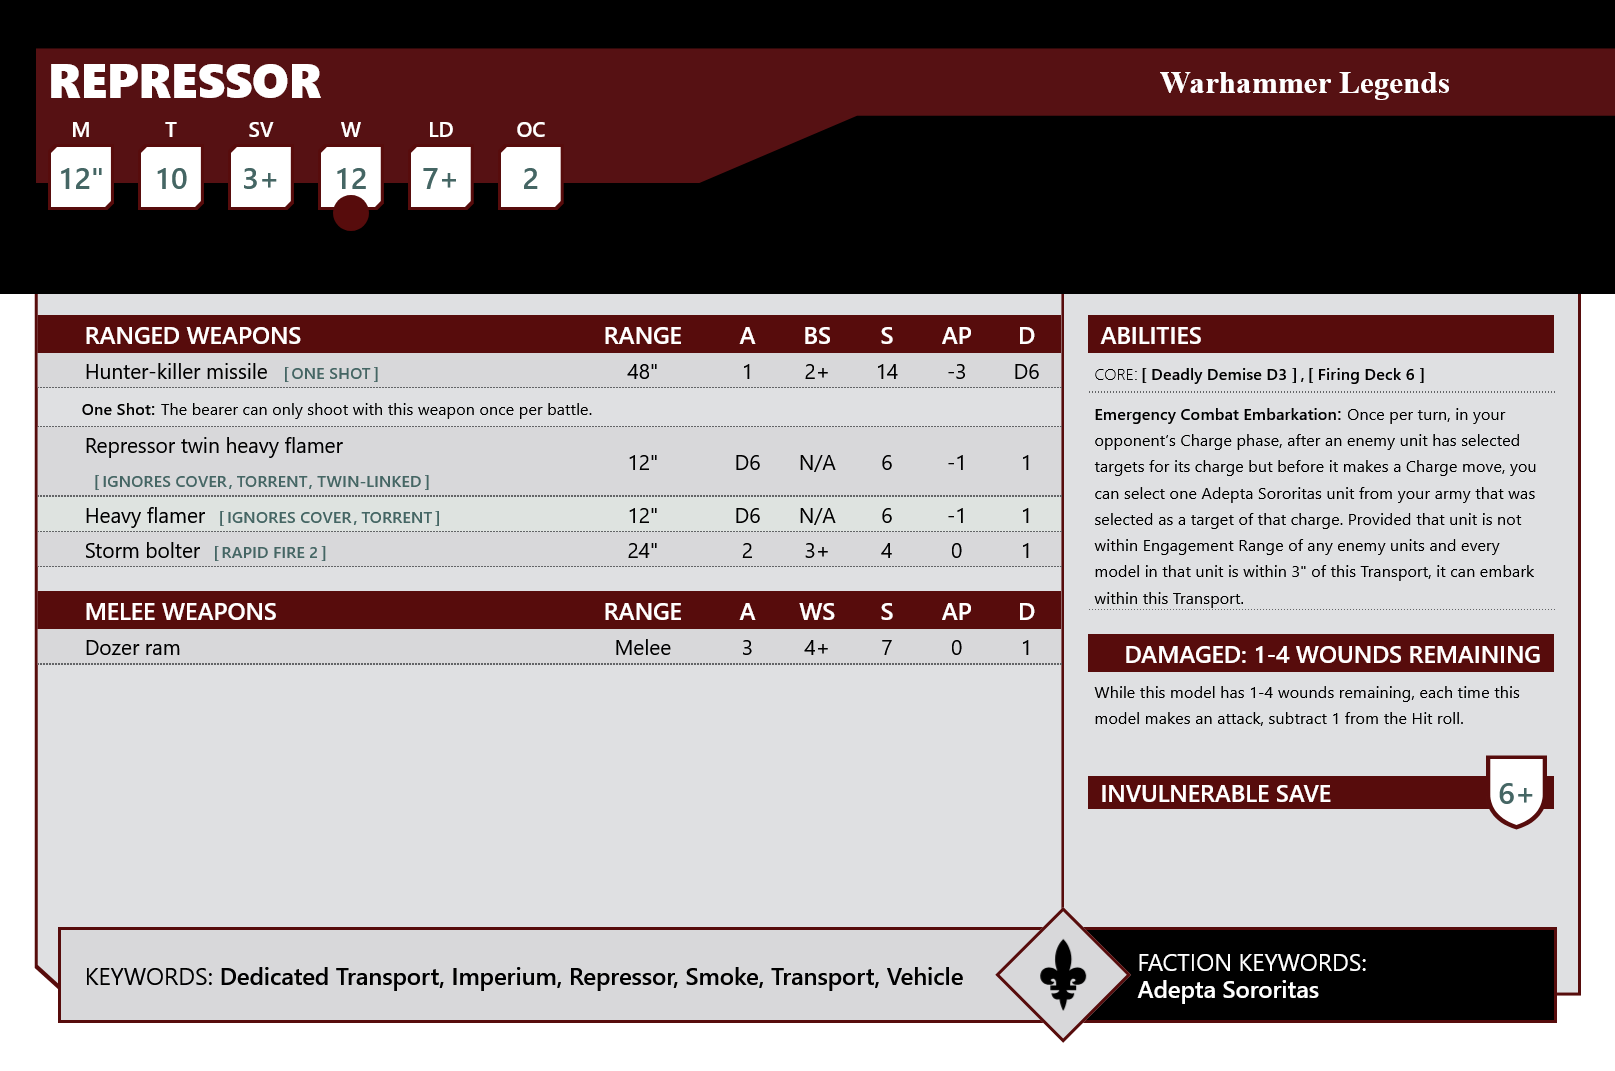 REPRESSOR
Warhammer Legends
M T SV W LD OC
12" 10 3+ 12 7+ 2
RANGED WEAPONS RANGE A BS S AP D
Hunter-killer missile [ONE SHOT] 48" 1 2+ 14 -3 D6
One Shot: The bearer can only shoot with this weapon once per battle.
Repressor twin heavy flamer
[IGNORES COVER, TORRENT, TWIN-LINKED] 12" D6 N/A 6 -1 1
Heavy flamer [IGNORES COVER, TORRENT] 12" D6 N/A 6 -1 1
Storm bolter [RAPID FIRE 2] 24" 2 3+ 4 0 1
MELEE WEAPONS RANGE A WS S AP D
Dozer ram Melee 3 4+ 7 0 1
ABILITIES
CORE: [ Deadly Demise D3 ] , [ Firing Deck 6 ]
Emergency Combat Embarkation: Once per turn, in your
opponent’s Charge phase, after an enemy unit has selected
targets for its charge but before it makes a Charge move, you
can select one Adepta Sororitas unit from your army that was
selected as a target of that charge. Provided that unit is not
within Engagement Range of any enemy units and every
model in that unit is within 3" of this Transport, it can embark
within this Transport.
DAMAGED: 1-4 WOUNDS REMAINING
While this model has 1-4 wounds remaining, each time this
model makes an attack, subtract 1 from the Hit roll.
INVULNERABLE SAVE 6+
KEYWORDS: Dedicated Transport, Imperium, Repressor, Smoke, Transport, Vehicle
FACTION KEYWORDS:
Adepta Sororitas